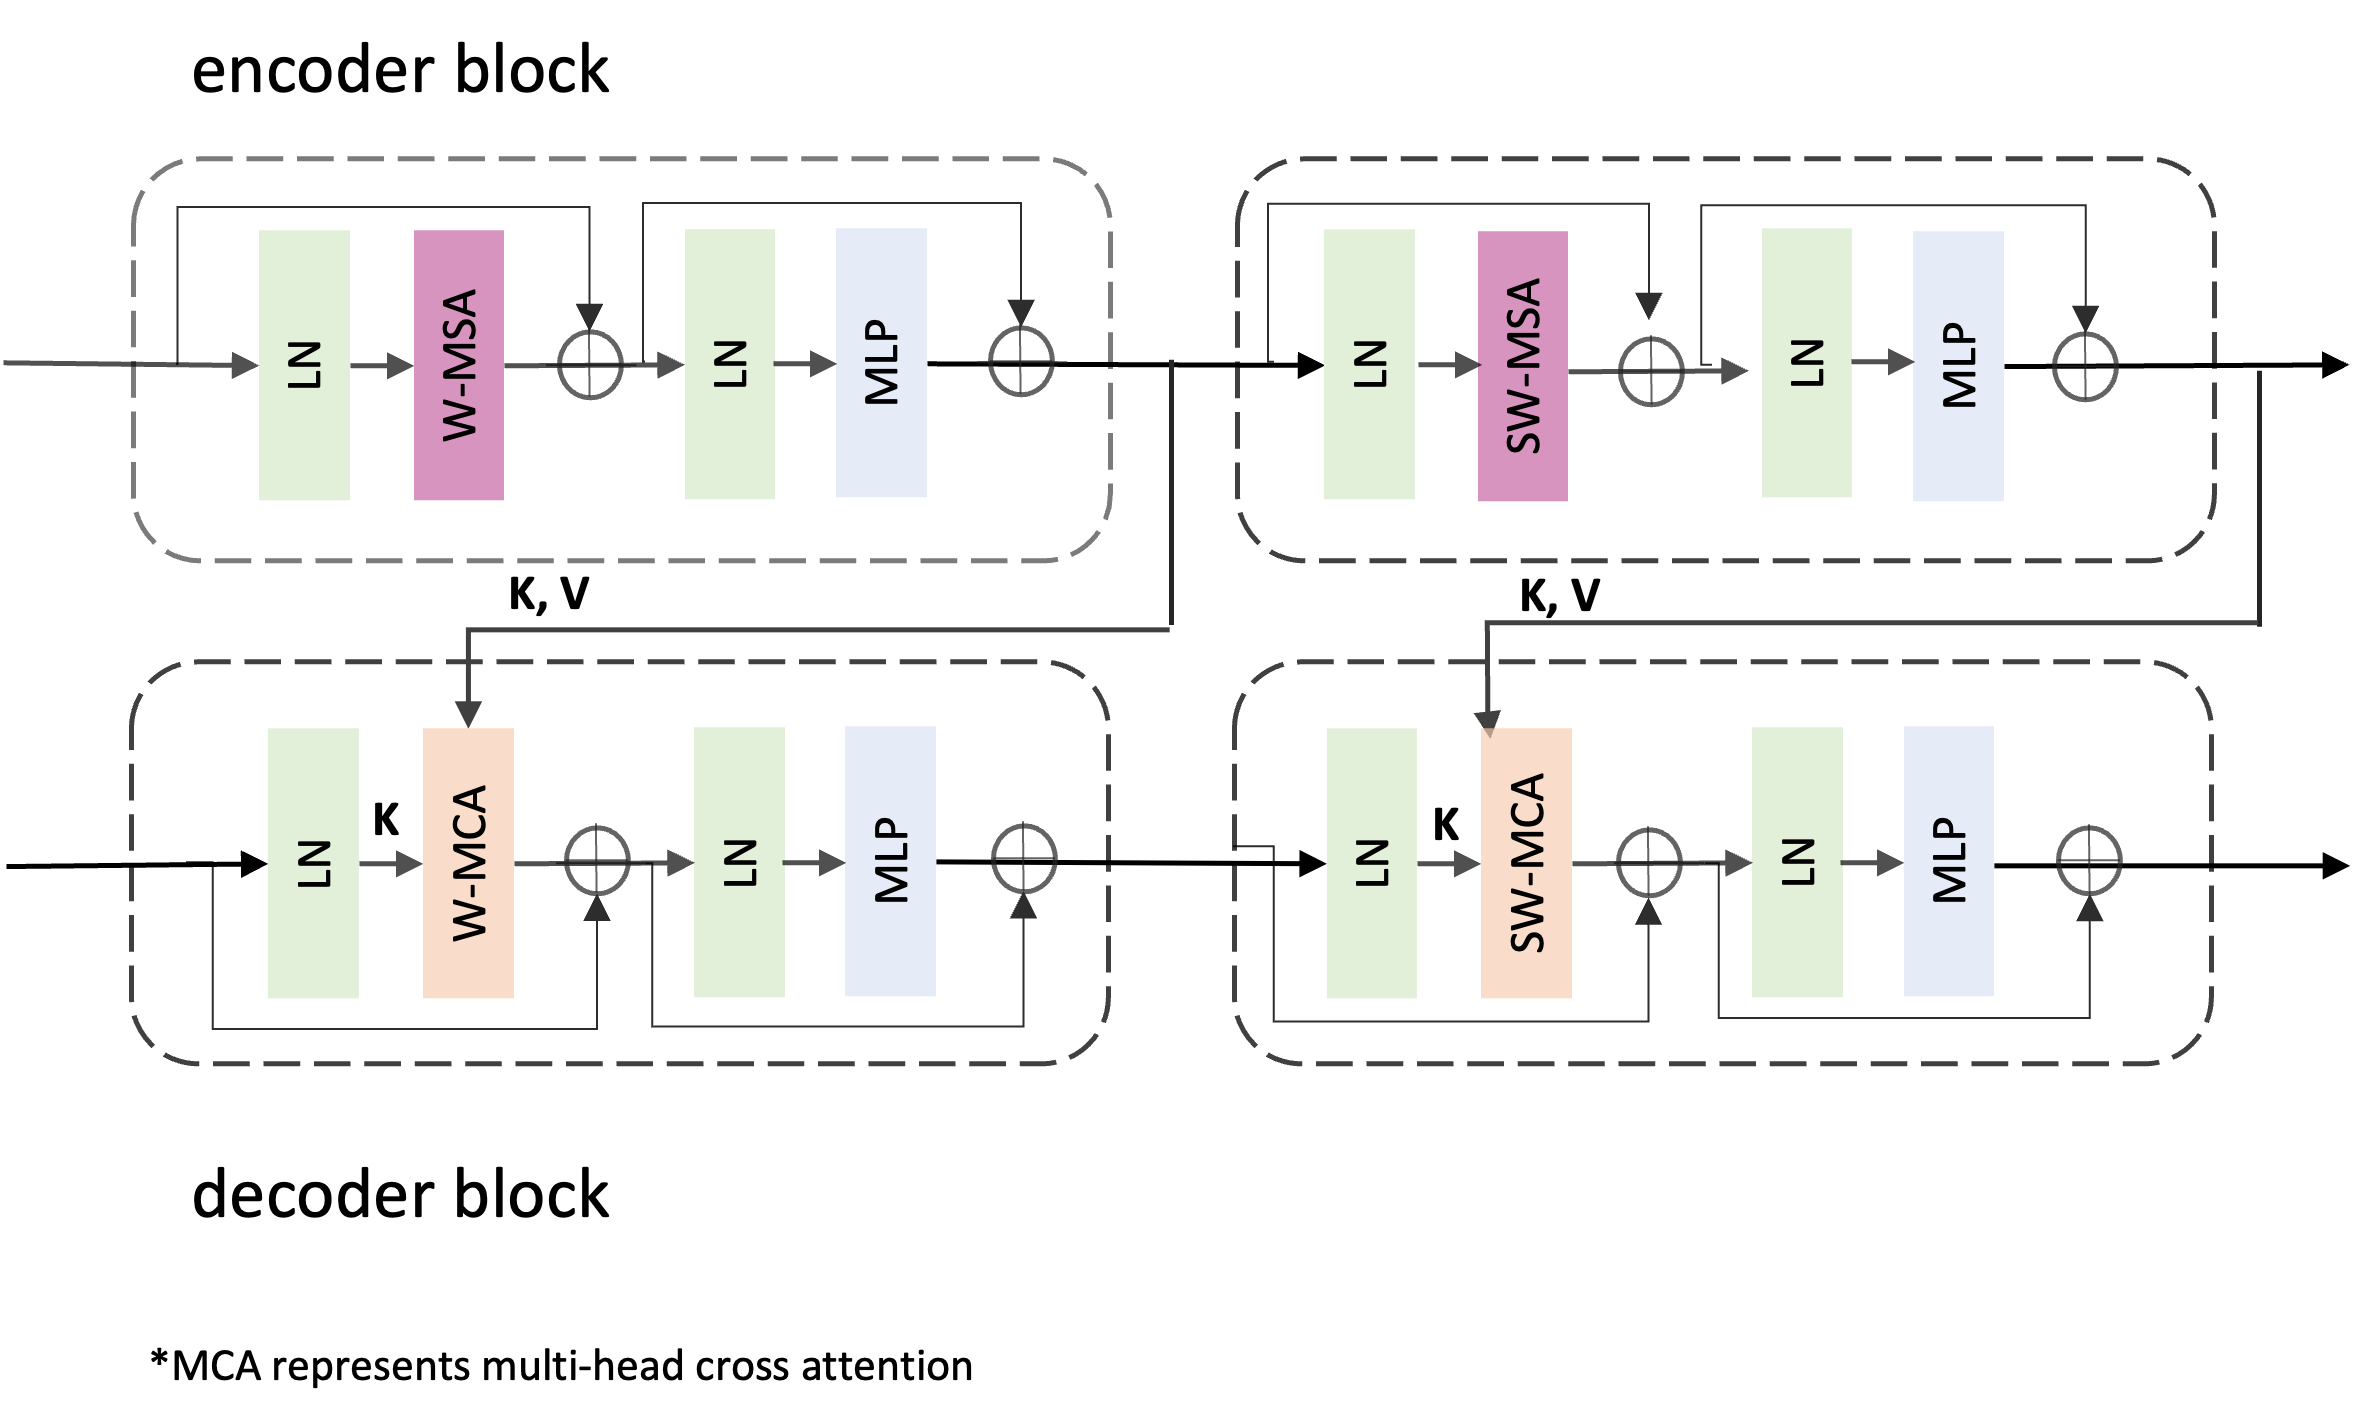 encoder block
LN
W-MSA
LN
MLP
LN
SW-MSA
LN
MLP
K, V
K, V
LN
K
W-MCA
LN
MLP
LN
K
SW-MCA
LN
MLP
decoder block
*MCA represents multi-head cross attention